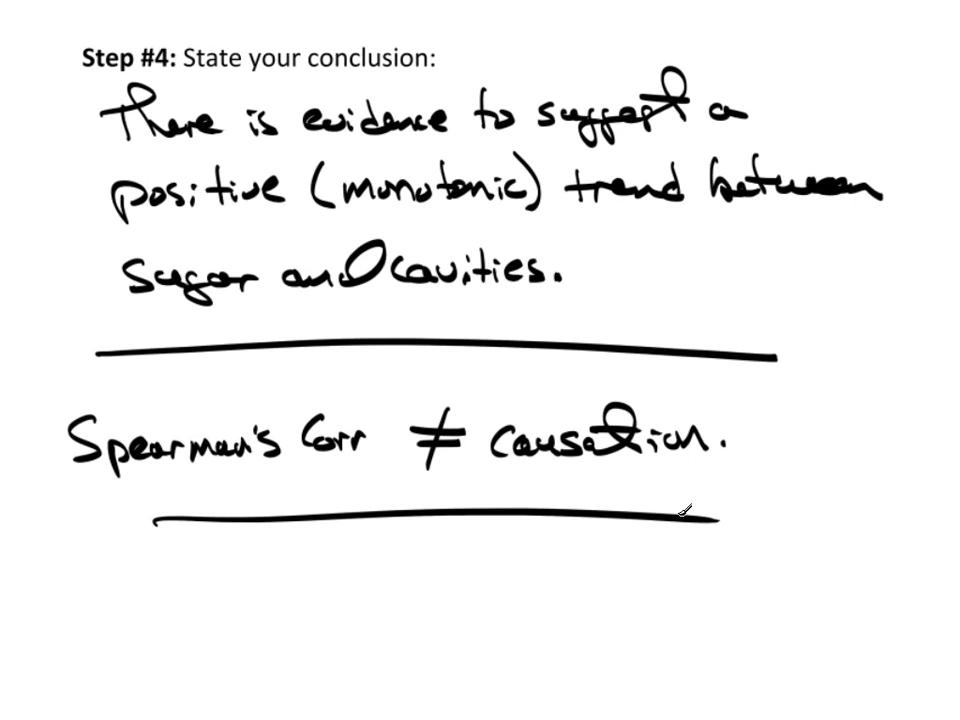 Step #4: State your conclusion:
There is evidence to suggest a
positive (monotonic) trend between
sugar and cavities.
Spearman's Corr ≠ causation.